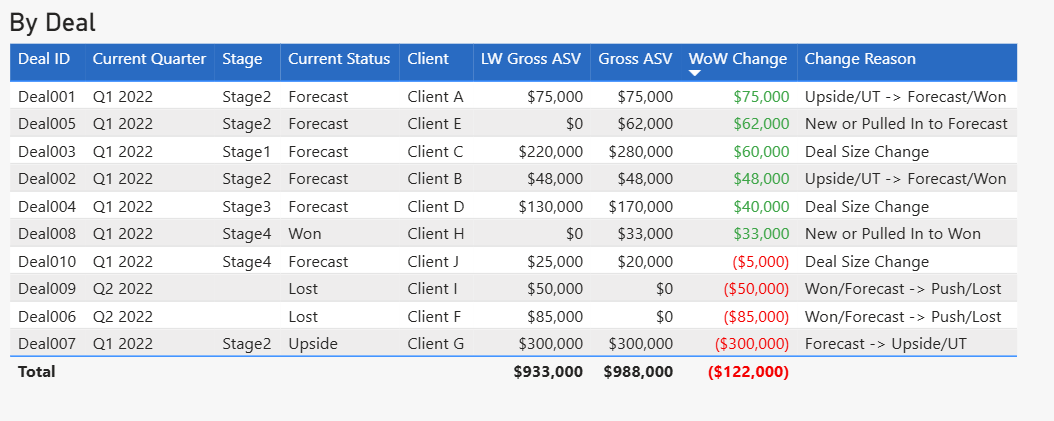 By Deal
Deal ID Current Quarter Stage Current Status Client LW Gross ASV Gross ASV WoW Change Change Reason
Deal001 Q1 2022 Stage2 Forecast Client A $75,000 $75,000 $75,000 Upside/UT -> Forecast/Won
Deal005 Q1 2022 Stage2 Forecast Client E $0 $62,000 $62,000 New or Pulled In to Forecast
Deal003 Q1 2022 Stage1 Forecast Client C $220,000 $280,000 $60,000 Deal Size Change
Deal002 Q1 2022 Stage2 Forecast Client B $48,000 $48,000 $48,000 Upside/UT -> Forecast/Won
Deal004 Q1 2022 Stage3 Forecast Client D $130,000 $170,000 $40,000 Deal Size Change
Deal008 Q1 2022 Stage4 Won Client H $0 $33,000 $33,000 New or Pulled In to Won
Deal010 Q1 2022 Stage4 Forecast Client J $25,000 $20,000 ($5,000) Deal Size Change
Deal009 Q2 2022 Lost Client I $50,000 $0 ($50,000) Won/Forecast -> Push/Lost
Deal006 Q2 2022 Lost Client F $85,000 $0 ($85,000) Won/Forecast -> Push/Lost
Deal007 Q1 2022 Stage2 Upside Client G $300,000 $300,000 ($300,000) Forecast -> Upside/UT
Total $933,000 $988,000 ($122,000)